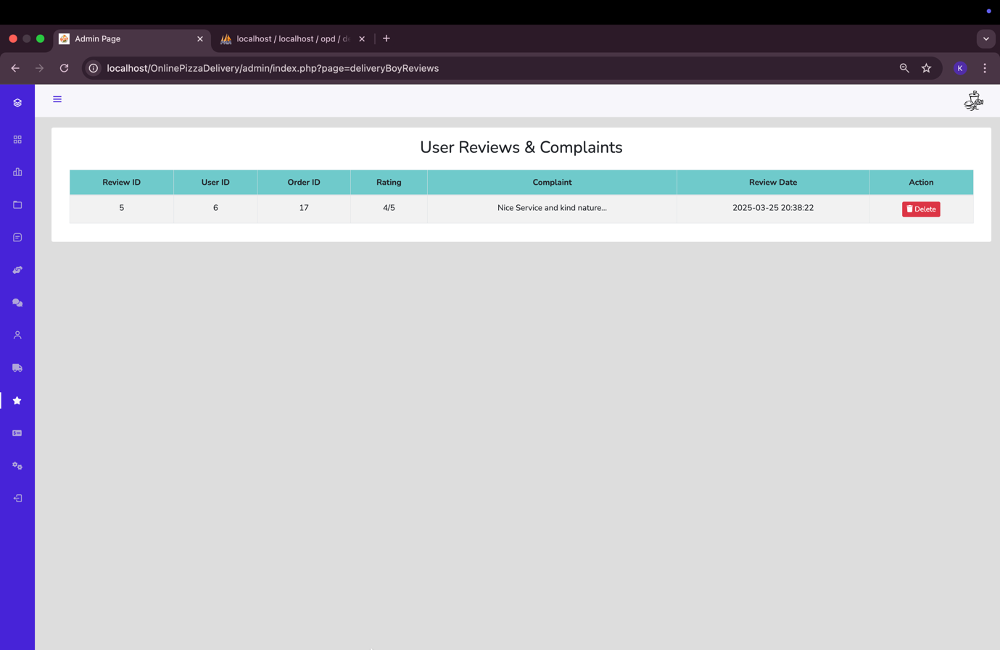 Admin Page
localhost / localhost / opd /
localhost/OnlinePizzaDelivery/admin/index.php?page=deliveryBoyReviews
K
User Reviews & Complaints
Review ID User ID Order ID Rating Complaint Review Date Action
5 6 17 4/5 Nice Service and kind nature... 2025-03-25 20:38:22 Delete